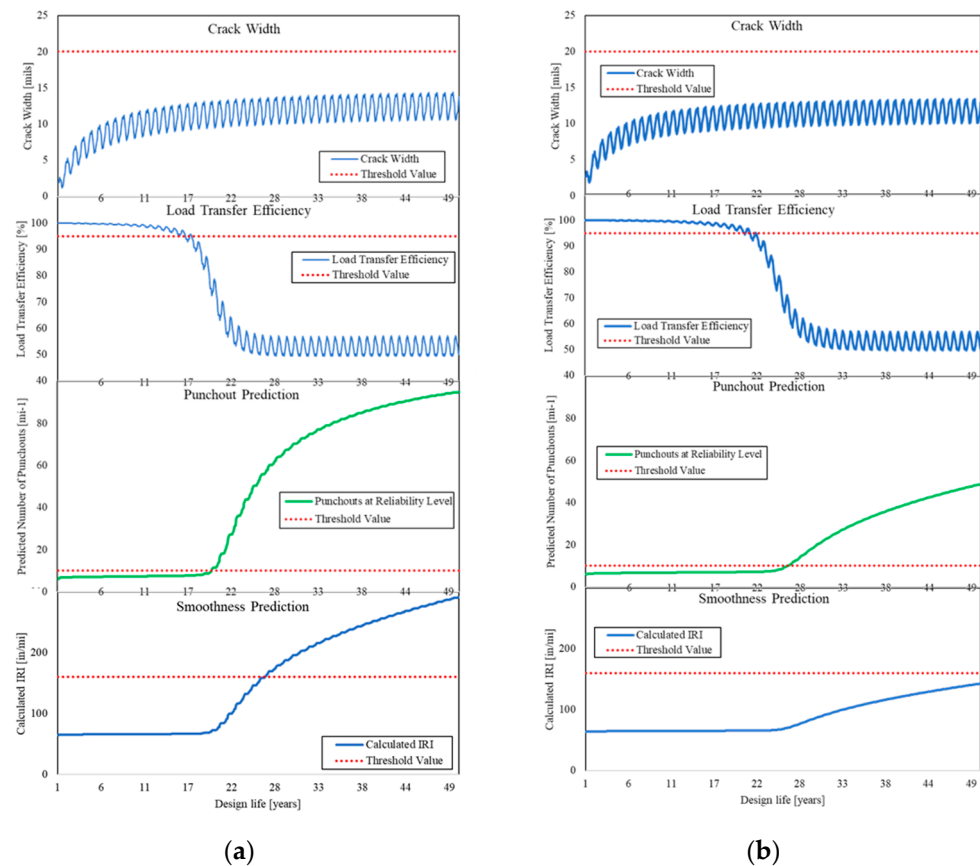 Crack Width
Crack Width [mils]
25
20
15
10
5
0
Crack Width
Threshold Value
1 6 11 17 22 28 33 38 44 49
Load Transfer Efficiency
Load Transfer Efficiency [%]
100
90
80
70
60
50
40
Load Transfer Efficiency
Threshold Value
1 6 11 17 22 28 33 38 44 49
Punchout Prediction
Predicted Number of Punchouts [mi-1]
80
60
40
20
0
Punchouts at Reliability Level
Threshold Value
1 6 11 17 22 28 33 38 44 49
Smoothness Prediction
Calculated IRI [in/mi]
200
100
0
Calculated IRI
Threshold Value
1 6 11 17 22 28 33 38 44 49
Design life [years]
(a)
Crack Width
Crack Width [mils]
25
20
15
10
5
0
Crack Width
Threshold Value
1 6 11 17 22 28 33 38 44 49
Load Transfer Efficiency
Load Transfer Efficiency [%]
100
90
80
70
60
50
40
Load Transfer Efficiency
Threshold Value
1 6 11 17 22 28 33 38 44 49
Punchout Prediction
Predicted Number of Punchouts [mi-1]
80
60
40
20
0
Punchouts at Reliability Level
Threshold Value
1 6 11 17 22 28 33 38 44 49
Smoothness Prediction
Calculated IRI [in/mi]
200
100
0
Calculated IRI
Threshold Value
1 6 11 17 22 28 33 38 44 49
Design life [years]
(b)